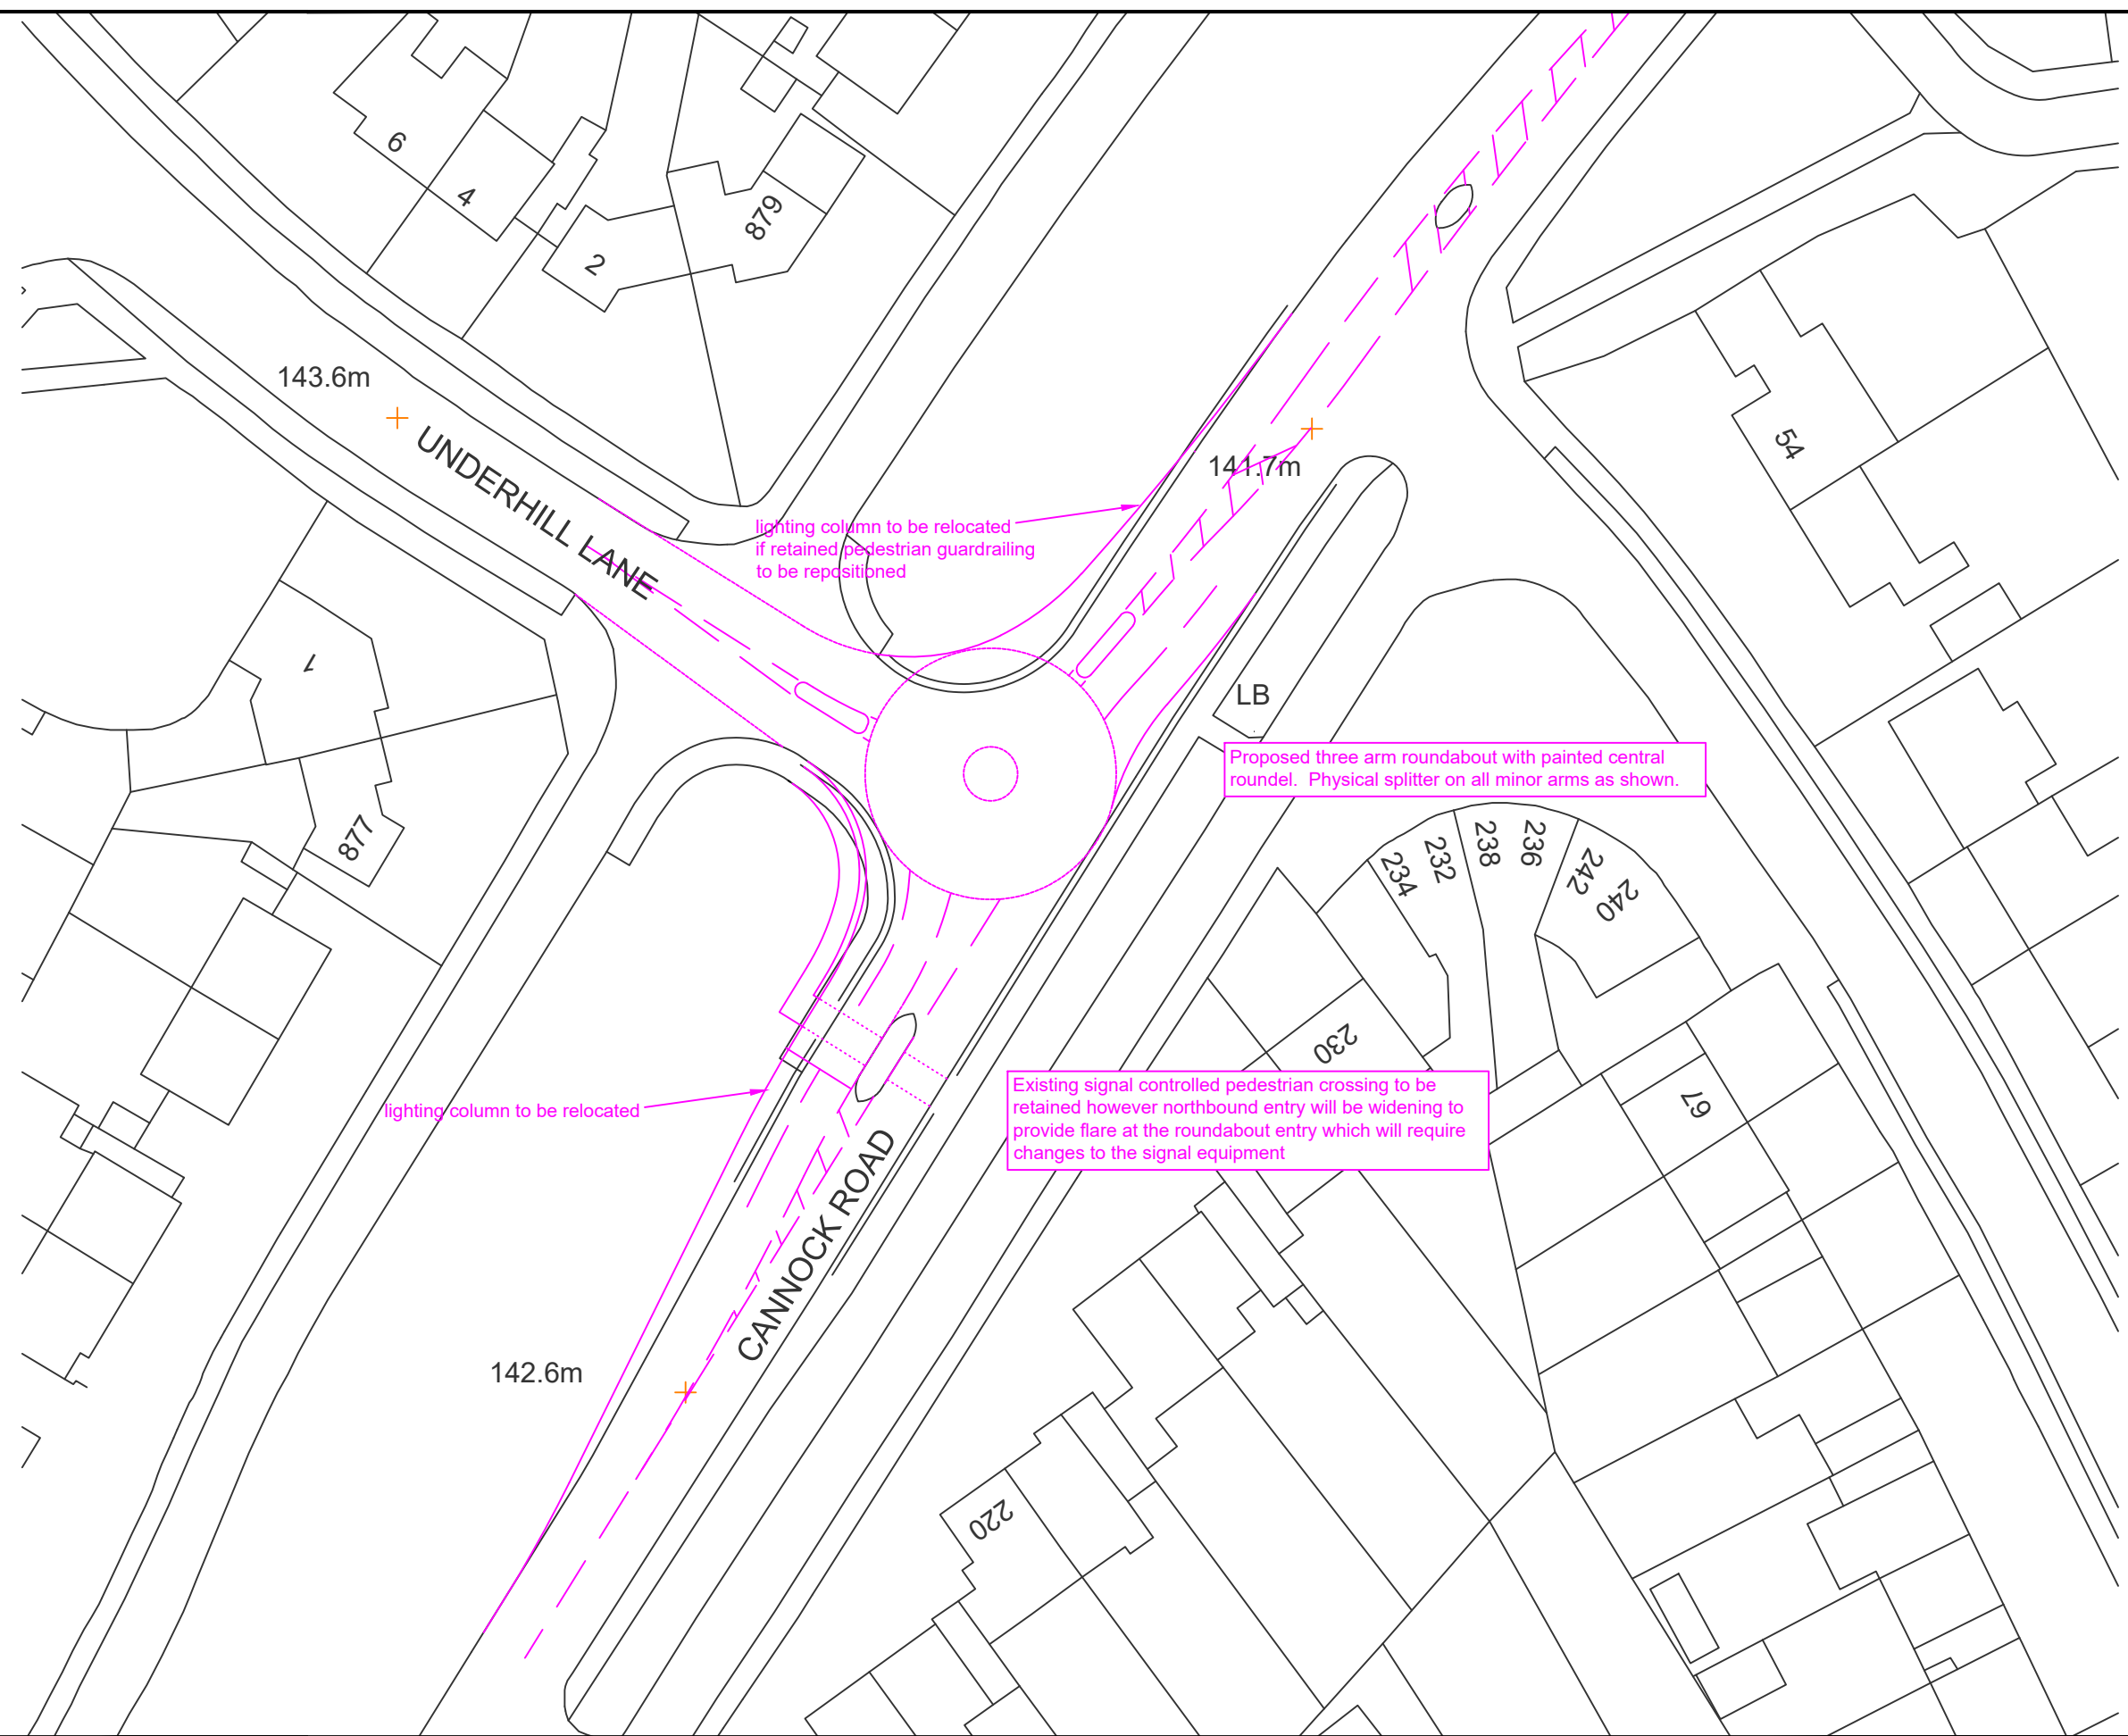 6
4
2
879
143.6m
UNDERHILL LANE
141.7m
54
lighting column to be relocated
if retained pedestrian guardrailing
to be repositioned
1
LB
Proposed three arm roundabout with painted central
roundel.  Physical splitter on all minor arms as shown.
877
234
232
238
236
242
240
230
Existing signal controlled pedestrian crossing to be
retained however northbound entry will be widening to
provide flare at the roundabout entry which will require
changes to the signal equipment
67
lighting column to be relocated
CANNOCK ROAD
142.6m
220